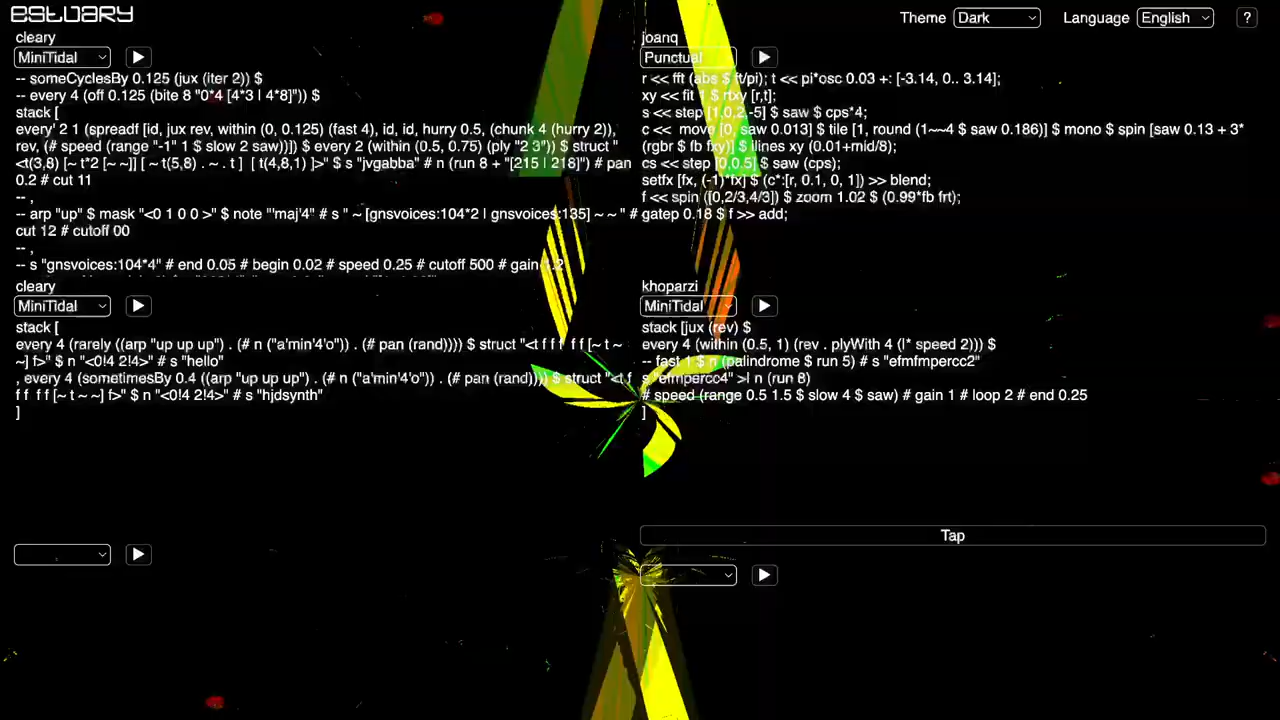 estuary
Theme Dark Language English ?
cleary
MiniTidal
-- someCyclesBy 0.125 (jux (iter 2)) $
-- every 4 (off 0.125 (bite 8 "0*4 [4*3 | 4*8]")) $
stack [
every' 2 1 (spreadf [id, jux rev, within (0, 0.125) (fast 4), id, id, hurry 0.5, (chunk 4 (hurry 2)),
rev, (# speed (range "-1" 1 $ slow 2 saw))]) $ every 2 (within (0.5, 0.75) (ply "2 3")) $ struct "
<t(3,8) [~ t*2 [~ ~]] [ ~ t(5,8) . ~ . t ] [ t(4,8,1) ]>" $ s "jvgabba" # n (run 8 + "[215 | 218]") # pan
0.2 # cut 11
-- ,
-- arp "up" $ mask "<0 1 0 0 >" $ note "'maj'4" # s " ~ [gnsvoices:104*2 | gnsvoices:135] ~ ~ " # gatep 0.18 $
cut 12 # cutoff 00
-- ,
-- s "gnsvoices:104*4" # end 0.05 # begin 0.02 # speed 0.25 # cutoff 500 # gain 1.2
joanq
Punctual
r << fft (abs $ ft/pi); t << pi*osc 0.03 +: [-3.14, 0.. 3.14];
xy << fit 1 $ rtxy [r,t];
s << step [1,0,2,-5] $ saw $ cps*4;
c << move [0, saw 0.013] $ tile [1, round (1~~4 $ saw 0.186)] $ mono $ spin [saw 0.13 + 3*
(rgbr $ fb fxy)] $ ilines xy (0.01+mid/8);
cs << step [0,0.5] $ saw (cps);
setfx [fx, (-1)*fx] $ (c*:[r, 0.1, 0, 1]) >> blend;
f << spin ([0,2/3,4/3]) $ zoom 1.02 $ (0.99*fb frt);
f >> add;
cleary
MiniTidal
stack [
every 4 (rarely ((arp "up up up") . (# n ("a'min'4'o")) . (# pan (rand)))) $ struct "<t f f f f f [~ t ~
~] f>" $ n "<0!4 2!4>" # s "hello"
, every 4 (sometimesBy 0.4 ((arp "up up up") . (# n ("a'min'4'o")) . (# pan (rand)))) $ struct "<t f
f f f f [~ t ~ ~] f>" $ n "<0!4 2!4>" # s "hjdsynth"
]
khoparzi
MiniTidal
stack [jux (rev) $
every 4 (within (0.5, 1) (rev . plyWith 4 (|* speed 2))) $
-- fast 1 $ n (palindrome $ run 5) # s "efmfmpercc2"
s "efmpercc4" >| n (run 8)
# speed (range 0.5 1.5 $ slow 4 $ saw) # gain 1 # loop 2 # end 0.25
]
Tap